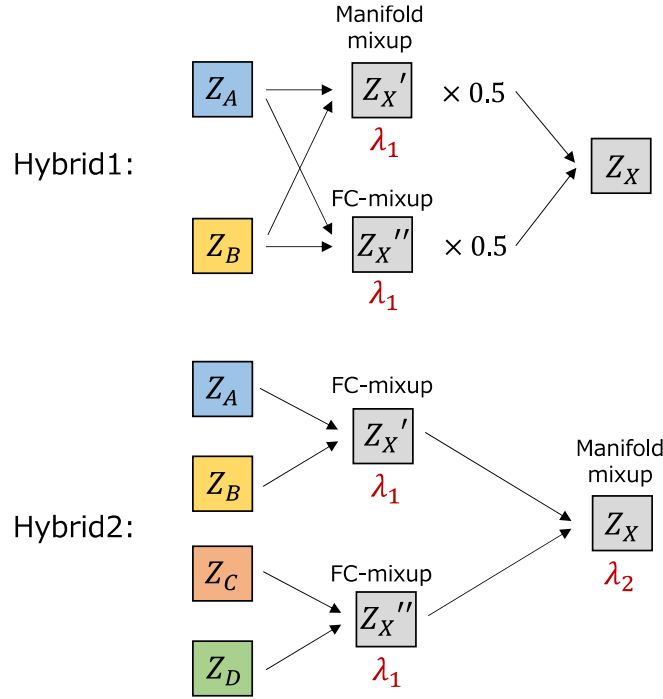 Manifold
mixup
Z_A
Z_X′
× 0.5
λ_1
Hybrid1:
Z_X
FC-mixup
Z_B
Z_X′′
× 0.5
λ_1
Z_A
FC-mixup
Z_X′
Z_B
λ_1
Manifold
mixup
Hybrid2:
Z_X
Z_C
FC-mixup
λ_2
Z_X′′
Z_D
λ_1